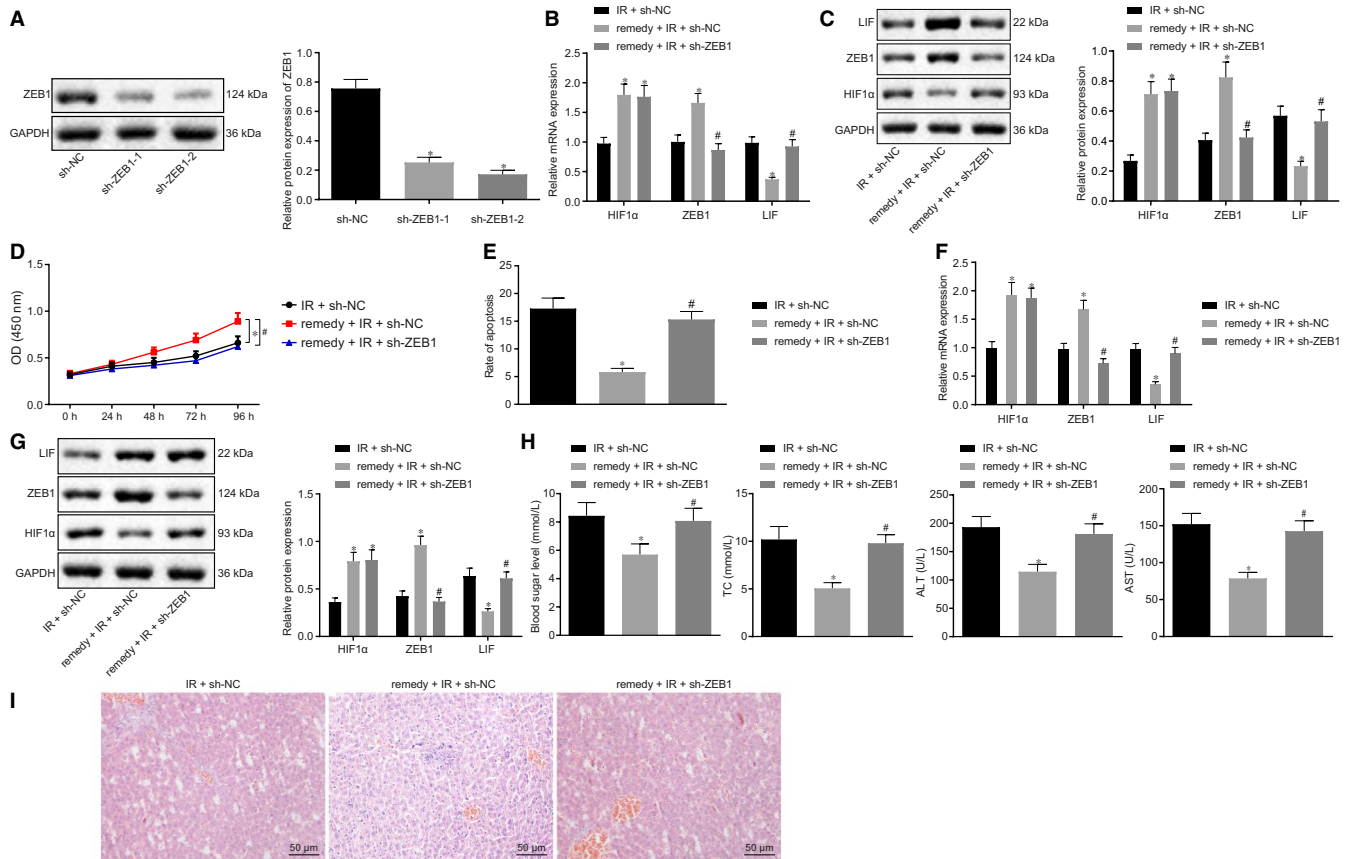 A
ZEB1
124 kDa
GAPDH
36 kDa
sh-NC
sh-ZEB1-1
sh-ZEB1-2
Relative protein expression of ZEB1
1.0
0.8
0.6
0.4
0.2
0.0
*
*
sh-NC sh-ZEB1-1 sh-ZEB1-2
B
IR + sh-NC
remedy + IR + sh-NC
remedy + IR + sh-ZEB1
Relative mRNA expression
2.5
2.0
1.5
1.0
0.5
0.0
* * * # * #
HIF1α ZEB1 LIF
C
LIF 22 kDa
ZEB1 124 kDa
HIF1α 93 kDa
GAPDH 36 kDa
IR + sh-NC
remedy + IR + sh-NC
remedy + IR + sh-ZEB1
IR + sh-NC
remedy + IR + sh-NC
remedy + IR + sh-ZEB1
Relative protein expression
1.0
0.8
0.6
0.4
0.2
0.0
* * * # * #
HIF1α ZEB1 LIF
D
OD (450 nm)
1.5
1.0
0.5
0.0
0 h 24 h 48 h 72 h 96 h
* #
IR + sh-NC
remedy + IR + sh-NC
remedy + IR + sh-ZEB1
E
Rate of apoptosis
25
20
15
10
5
0
* #
IR + sh-NC
remedy + IR + sh-NC
remedy + IR + sh-ZEB1
F
Relative mRNA expression
2.5
2.0
1.5
1.0
0.5
0.0
* * * # * #
HIF1α ZEB1 LIF
IR + sh-NC
remedy + IR + sh-NC
remedy + IR + sh-ZEB1
G
LIF 22 kDa
ZEB1 124 kDa
HIF1α 93 kDa
GAPDH 36 kDa
IR + sh-NC
remedy + IR + sh-NC
remedy + IR + sh-ZEB1
IR + sh-NC
remedy + IR + sh-NC
remedy + IR + sh-ZEB1
Relative protein expression
1.5
1.0
0.5
0.0
* * * # * #
HIF1α ZEB1 LIF
H
IR + sh-NC
remedy + IR + sh-NC
remedy + IR + sh-ZEB1
Blood sugar level (mmol/L)
10
8
6
4
2
0
* #
IR + sh-NC
remedy + IR + sh-NC
remedy + IR + sh-ZEB1
TC (mmol/L)
15
10
5
0
* #
IR + sh-NC
remedy + IR + sh-NC
remedy + IR + sh-ZEB1
ALT (U/L)
250
200
150
100
50
0
* #
IR + sh-NC
remedy + IR + sh-NC
remedy + IR + sh-ZEB1
AST (U/L)
200
150
100
50
0
* #
I
IR + sh-NC
remedy + IR + sh-NC
remedy + IR + sh-ZEB1
50 µm
50 µm
50 µm